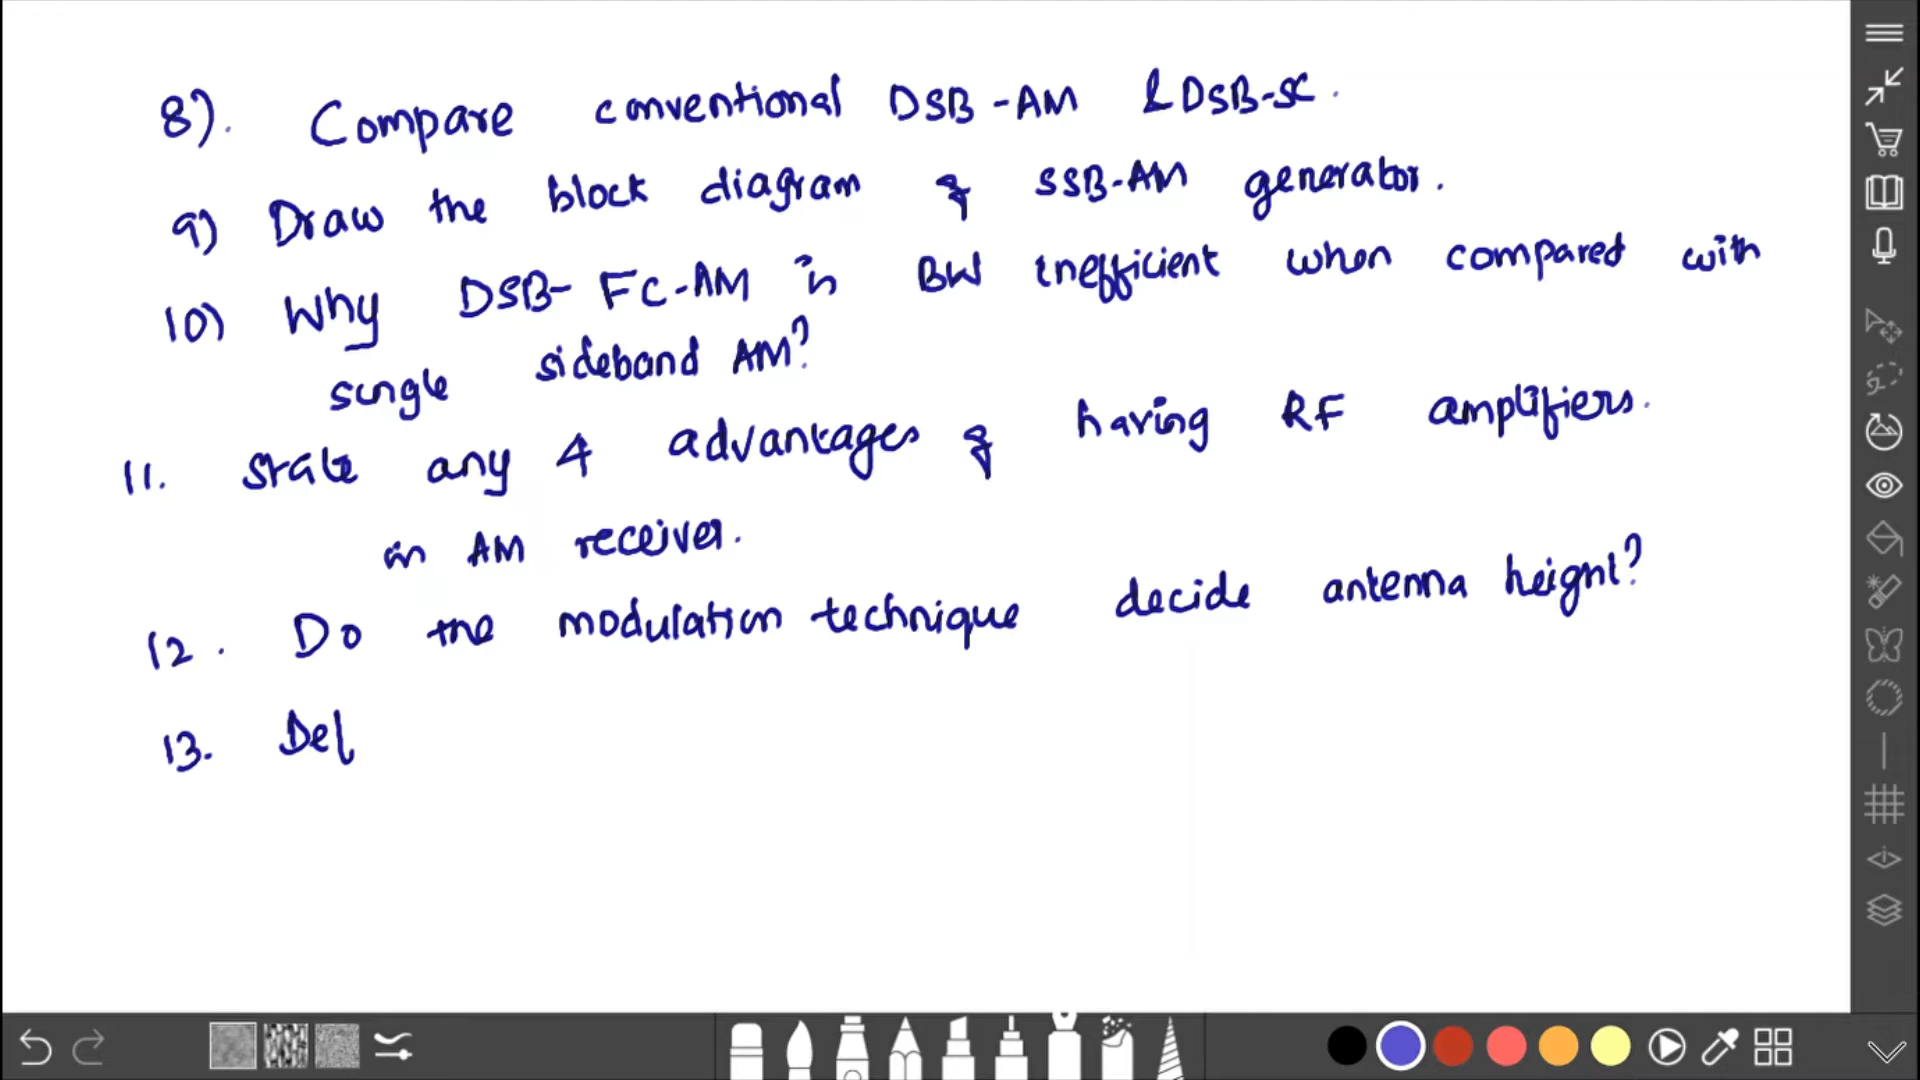 8). Compare conventional DSB-AM & DSB-SC.
9) Draw the block diagram of SSB-AM generator.
10) Why DSB-FC-AM is BW inefficient when compared with
single sideband AM?
11. State any 4 advantages of having RF amplifiers.
in AM receiver.
12. Do the modulation technique decide antenna height?
13. Def